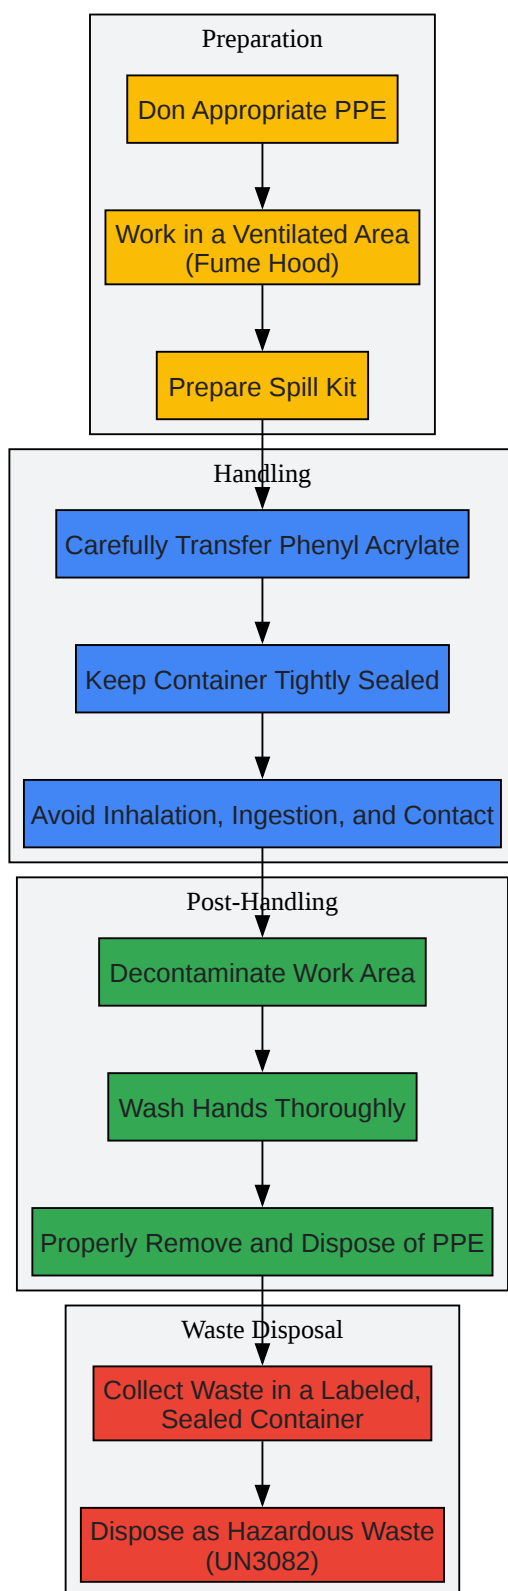 Preparation
Don Appropriate PPE
Work in a Ventilated Area
(Fume Hood)
Prepare Spill Kit
Handling
Carefully Transfer Phenyl Acrylate
Keep Container Tightly Sealed
Avoid Inhalation, Ingestion, and Contact
Post-Handling
Decontaminate Work Area
Wash Hands Thoroughly
Properly Remove and Dispose of PPE
Waste Disposal
Collect Waste in a Labeled,
Sealed Container
Dispose as Hazardous Waste
(UN3082)